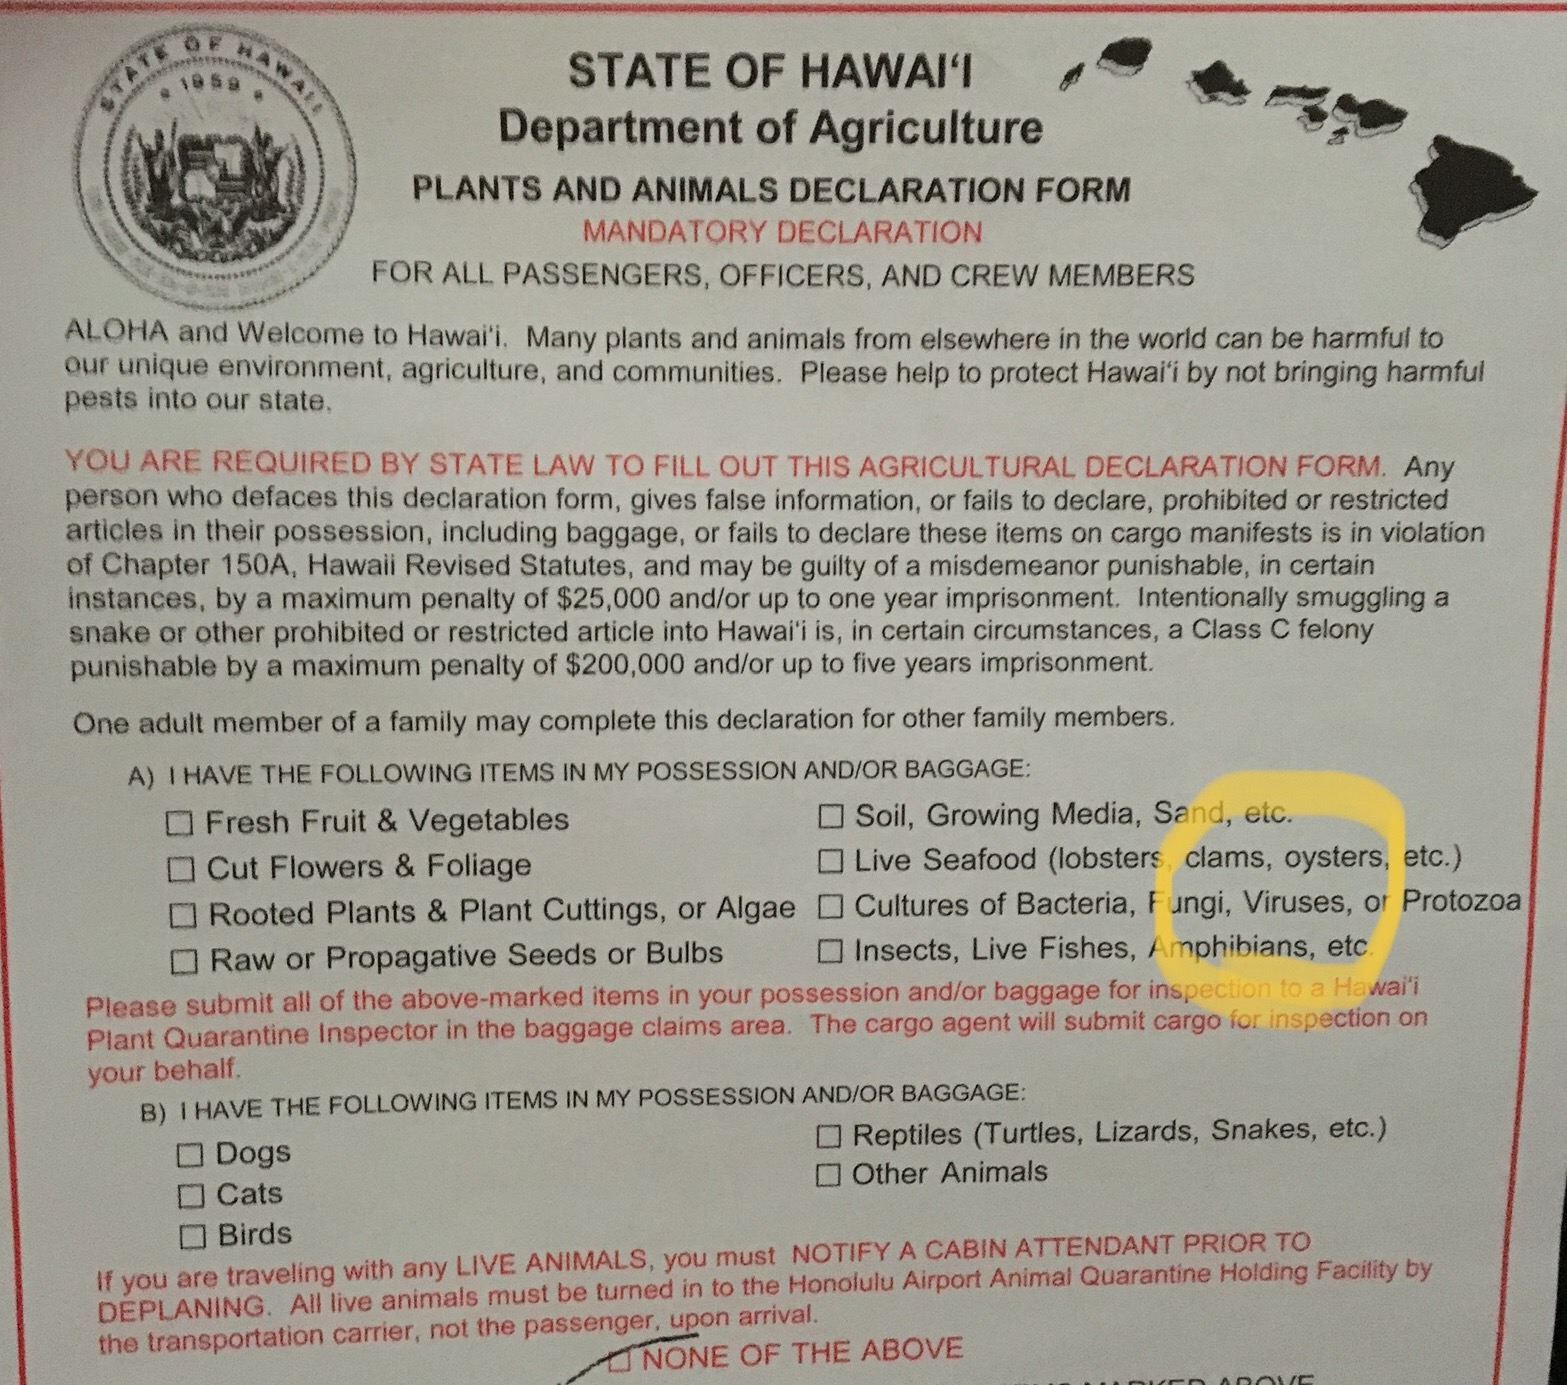 STATE OF HAWAII
1959
STATE OF HAWAIʻI
Department of Agriculture
PLANTS AND ANIMALS DECLARATION FORM
MANDATORY DECLARATION
FOR ALL PASSENGERS, OFFICERS, AND CREW MEMBERS
ALOHA and Welcome to Hawai'i. Many plants and animals from elsewhere in the world can be harmful to
our unique environment, agriculture, and communities. Please help to protect Hawai'i by not bringing harmful
pests into our state.
YOU ARE REQUIRED BY STATE LAW TO FILL OUT THIS AGRICULTURAL DECLARATION FORM. Any
person who defaces this declaration form, gives false information, or fails to declare, prohibited or restricted
articles in their possession, including baggage, or fails to declare these items on cargo manifests is in violation
of Chapter 150A, Hawaii Revised Statutes, and may be guilty of a misdemeanor punishable, in certain
instances, by a maximum penalty of $25,000 and/or up to one year imprisonment. Intentionally smuggling a
snake or other prohibited or restricted article into Hawai'i is, in certain circumstances, a Class C felony
punishable by a maximum penalty of $200,000 and/or up to five years imprisonment.
One adult member of a family may complete this declaration for other family members.
A) I HAVE THE FOLLOWING ITEMS IN MY POSSESSION AND/OR BAGGAGE:
☐ Fresh Fruit & Vegetables ☐ Soil, Growing Media, Sand, etc.
☐ Cut Flowers & Foliage ☐ Live Seafood (lobsters, clams, oysters, etc.)
☐ Rooted Plants & Plant Cuttings, or Algae ☐ Cultures of Bacteria, Fungi, Viruses, or Protozoa
☐ Raw or Propagative Seeds or Bulbs ☐ Insects, Live Fishes, Amphibians, etc.
Please submit all of the above-marked items in your possession and/or baggage for inspection to a Hawai'i
Plant Quarantine Inspector in the baggage claims area. The cargo agent will submit cargo for inspection on
your behalf.
B) I HAVE THE FOLLOWING ITEMS IN MY POSSESSION AND/OR BAGGAGE:
☐ Dogs ☐ Reptiles (Turtles, Lizards, Snakes, etc.)
☐ Cats ☐ Other Animals
☐ Birds
If you are traveling with any LIVE ANIMALS, you must NOTIFY A CABIN ATTENDANT PRIOR TO
DEPLANING. All live animals must be turned in to the Honolulu Airport Animal Quarantine Holding Facility by
the transportation carrier, not the passenger, upon arrival.
☐ NONE OF THE ABOVE